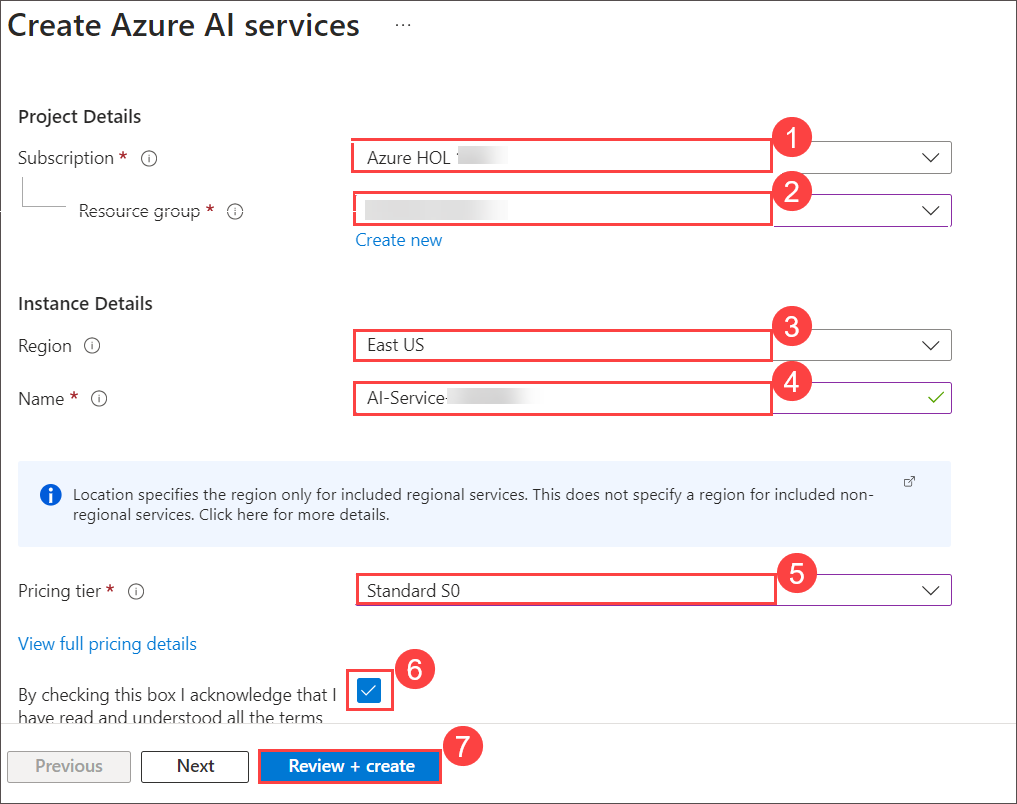 Create Azure AI services ...
Project Details
Subscription *
Azure HOL
1
Resource group *
2
Create new
Instance Details
Region
East US
3
Name *
AI-Service-
4
Location specifies the region only for included regional services. This does not specify a region for included non-
regional services. Click here for more details.
Pricing tier *
Standard S0
5
View full pricing details
By checking this box I acknowledge that I
have read and understood all the terms
6
Previous
Next
Review + create
7